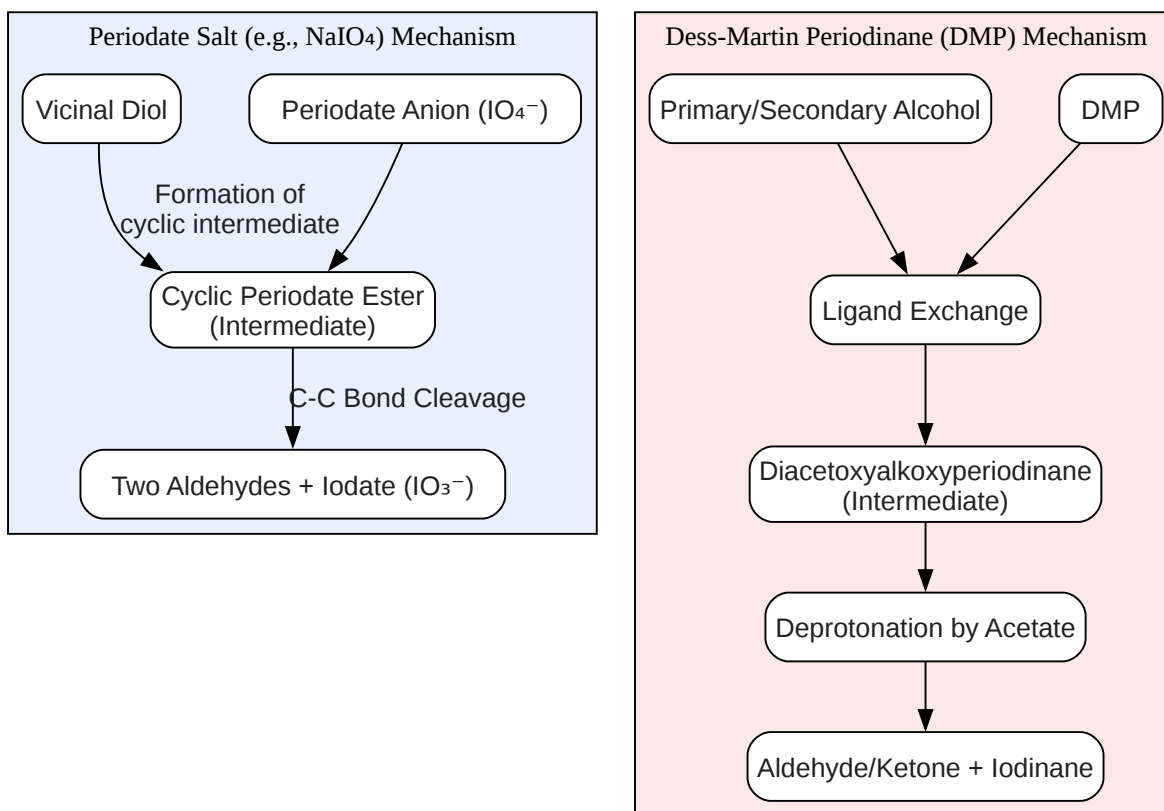 Periodate Salt (e.g., NaIO₄) Mechanism
Vicinal Diol
Periodate Anion (IO₄⁻)
Formation of
cyclic intermediate
Cyclic Periodate Ester
(Intermediate)
C-C Bond Cleavage
Two Aldehydes + Iodate (IO₃⁻)
Dess-Martin Periodinane (DMP) Mechanism
Primary/Secondary Alcohol
DMP
Ligand Exchange
Diacetoxyalkoxyperiodinane
(Intermediate)
Deprotonation by Acetate
Aldehyde/Ketone + Iodinane